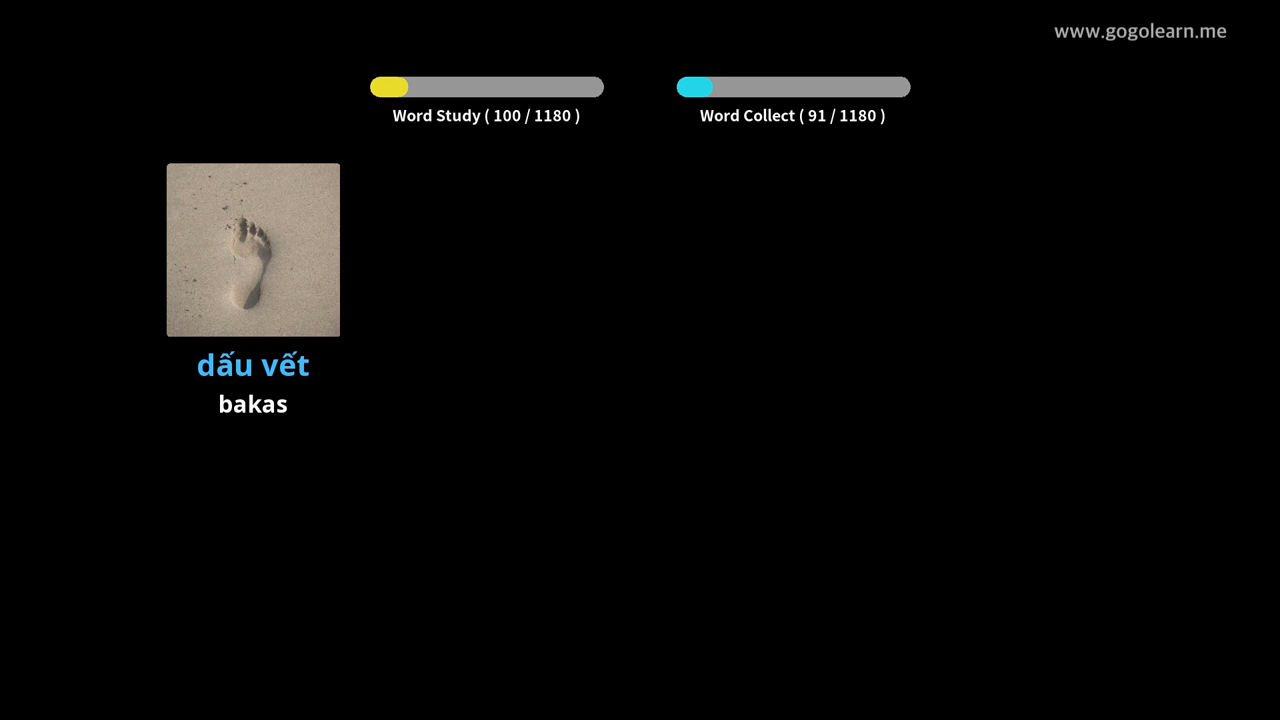 www.gogolearn.me
Word Study ( 100 / 1180 )
Word Collect ( 91 / 1180 )
dấu vết
bakas